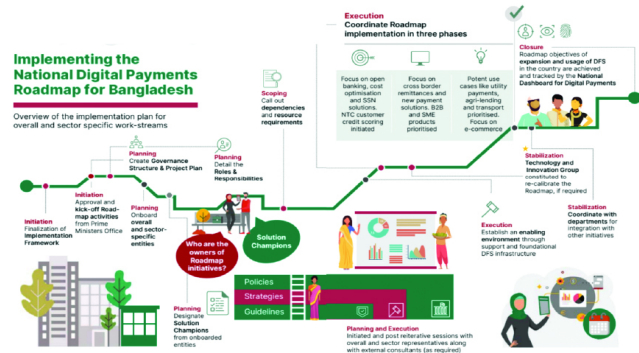 Implementing the
National Digital Payments
Roadmap for Bangladesh
Overview of the implementation plan for
overall and sector specific work-streams
Initiation
Finalization of
Implementation
Framework
Initiation
Approval and
kick-off Road-
map activities
from Prime
Ministers Office
Planning
Create Governance
Structure & Project Plan
Planning
Onboard
overall and
sector-
specific
entities
Planning
Designate
Solution
Champions
from onboarded
entities
Planning
Detail the
Roles &
Responsibilities
Who are the
owners of
Roadmap
initiatives?
Solution
Champions
Scoping
Call out
dependencies
and resource
requirements
Policies
Strategies
Guidelines
Planning and Execution
Initiated and post reiterative sessions with
overall and sector representatives along
with external consultants (as required)
Execution
Coordinate Roadmap
implementation in three phases
Focus on open
banking, cost
optimisation
and SSN
solutions.
NTC customer
credit scoring
initiated
Focus on
cross border
remittances and
new payment
solutions. B2B
and SME
products
prioritised
Potent use
cases like utility
payments,
agri-lending
and transport
prioritised.
Focus on
e-commerce
Execution
Establish an enabling
environment through
support and foundational
DFS infrastructure
Stabilization
Technology and
Innovation Group
constituted to
re-calibrate the
Roadmap, if required
Stabilization
Coordinate with
departments for
integration with
other initiatives
Closure
Roadmap objectives of
expansion and usage of DFS
in the country are achieved
and tracked by the National
Dashboard for Digital Payments